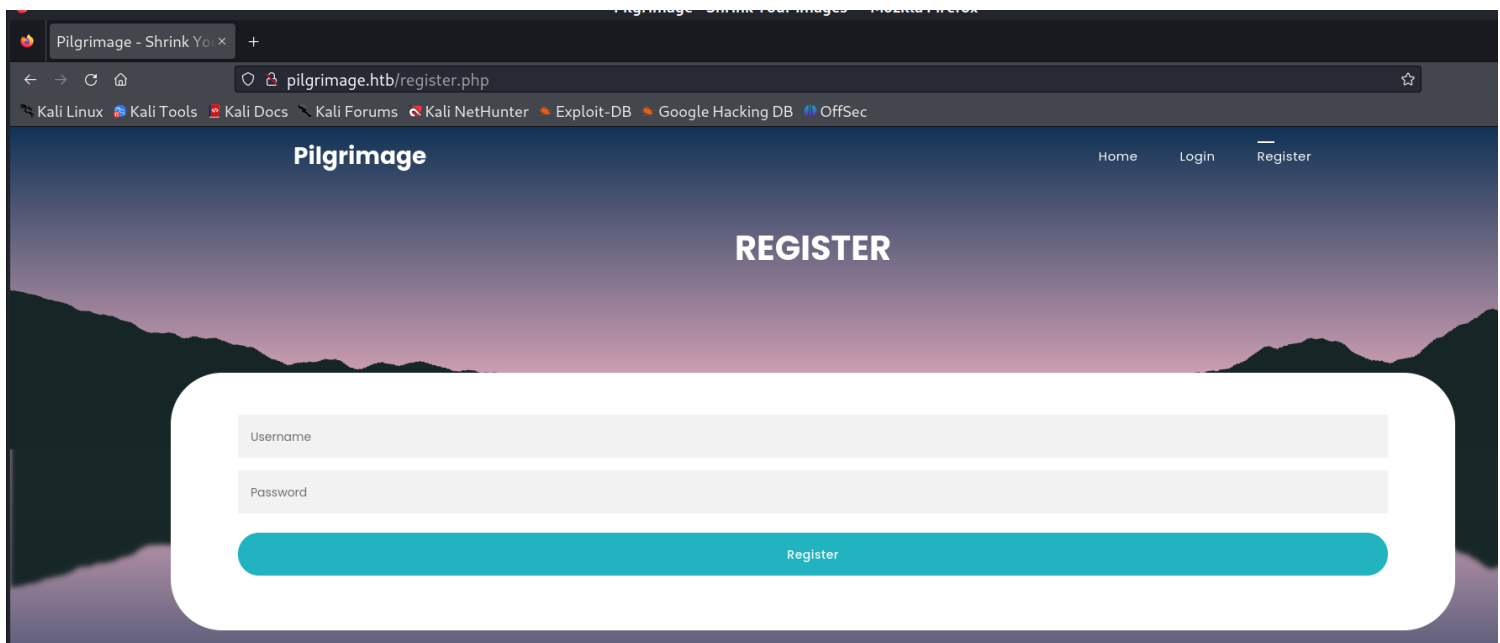 Pilgrimage - Shrink Your Images — Mozilla Firefox
Pilgrimage - Shrink Yo
pilgrimage.htb/register.php
Kali Linux Kali Tools Kali Docs Kali Forums Kali NetHunter Exploit-DB Google Hacking DB OffSec
Pilgrimage Home Login Register
REGISTER
Username
Password
Register